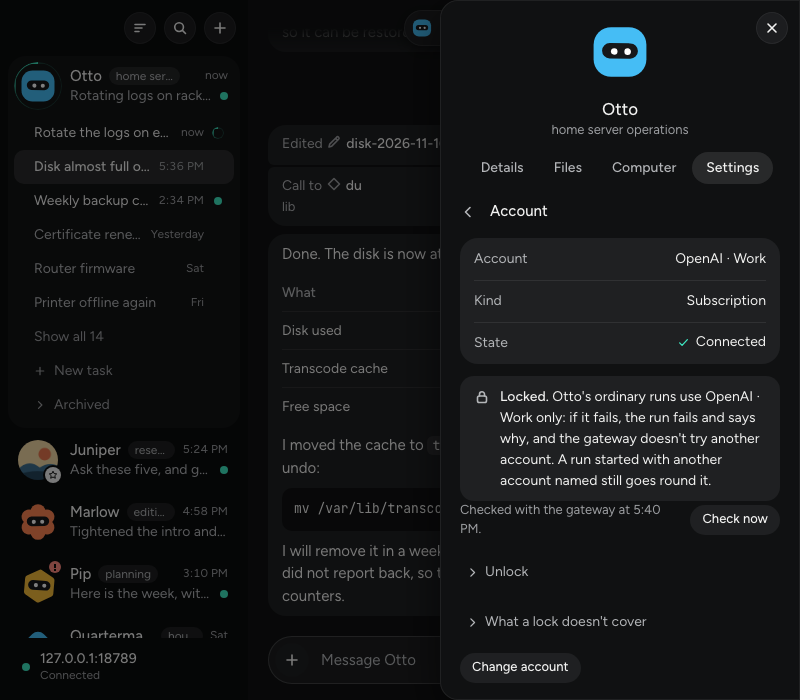 Otto home ser... now
Rotating logs on rack...
Rotate the logs on e... now
Disk almost full o... 5:36 PM
Weekly backup c... 2:34 PM
Certificate rene... Yesterday
Router firmware Sat
Printer offline again Fri
Show all 14
New task
Archived
Juniper rese... 5:24 PM
Ask these five, and g...
Marlow editi... 4:58 PM
Tightened the intro and...
Pip planning 3:10 PM
Here is the week, wit...
Quarterma hou... Sat
127.0.0.1:18789
Connected
so it can be restore
Edited disk-2026-11-1
Call to du
lib
Done. The disk is now at
What
Disk used
Transcode cache
Free space
I moved the cache to
undo:
mv /var/lib/transco
I will remove it in a week
did not report back, so t
counters.
Message Otto
Otto
home server operations
Details Files Computer Settings
Account
Account OpenAI · Work
Kind Subscription
State Connected
Locked. Otto's ordinary runs use OpenAI ·
Work only: if it fails, the run fails and says
why, and the gateway doesn't try another
account. A run started with another
account named still goes round it.
Checked with the gateway at 5:40
PM.
Check now
Unlock
What a lock doesn't cover
Change account